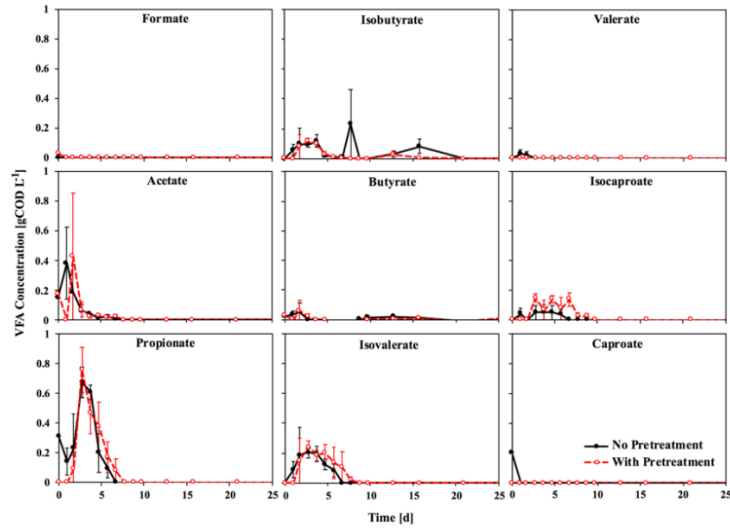 Formate
Isobutyrate
Valerate
1
0.8
0.6
0.4
0.2
0
Acetate
Butyrate
Isocaproate
1
0.8
0.6
0.4
0.2
0
Propionate
Isovalerate
Caproate
1
0.8
0.6
0.4
0.2
0
VFA Concentration [gCOD L⁻¹]
No Pretreatment
With Pretreatment
0 5 10 15 20 25
0 5 10 15 20 25
0 5 10 15 20 25
Time [d]